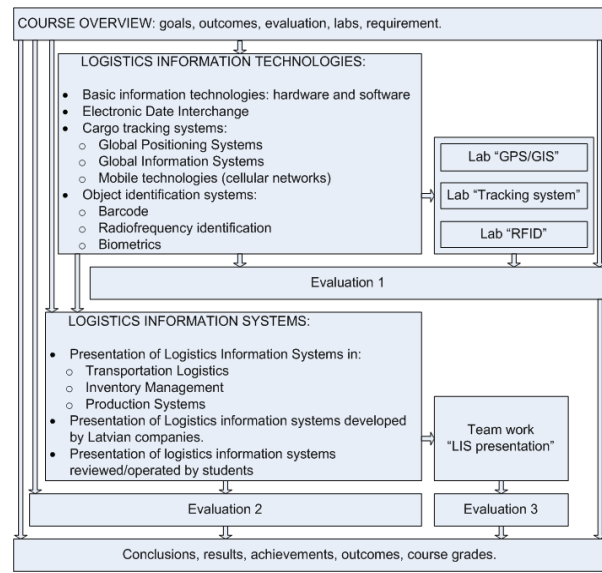 COURSE OVERVIEW: goals, outcomes, evaluation, labs, requirement.
LOGISTICS INFORMATION TECHNOLOGIES:
• Basic information technologies: hardware and software
• Electronic Date Interchange
• Cargo tracking systems:
o Global Positioning Systems
o Global Information Systems
o Mobile technologies (cellular networks)
• Object identification systems:
o Barcode
o Radiofrequency identification
o Biometrics
Lab “GPS/GIS”
Lab “Tracking system”
Lab “RFID”
Evaluation 1
LOGISTICS INFORMATION SYSTEMS:
• Presentation of Logistics Information Systems in:
o Transportation Logistics
o Inventory Management
o Production Systems
• Presentation of Logistics information systems developed
by Latvian companies.
• Presentation of logistics information systems
reviewed/operated by students
Team work
“LIS presentation”
Evaluation 2
Evaluation 3
Conclusions, results, achievements, outcomes, course grades.